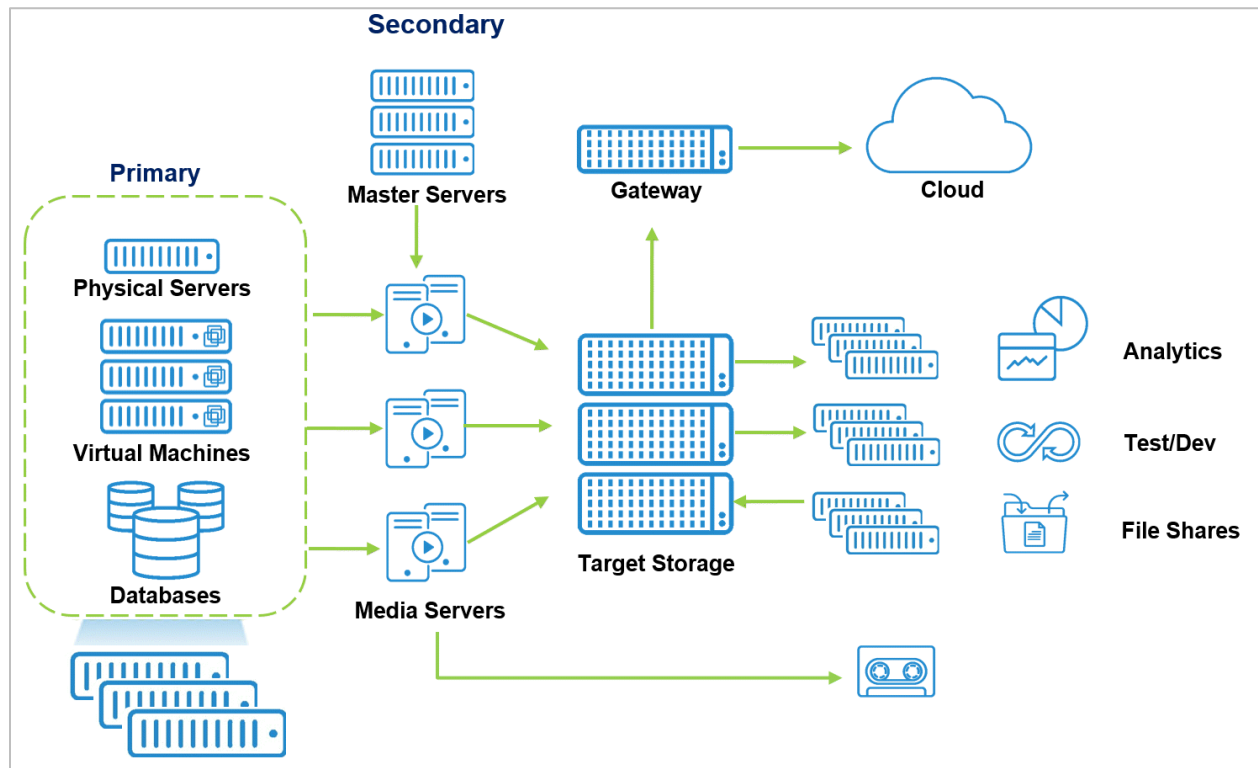 Secondary
Primary
Master Servers
Gateway
Cloud
Physical Servers
Virtual Machines
Databases
Media Servers
Target Storage
Analytics
Test/Dev
File Shares